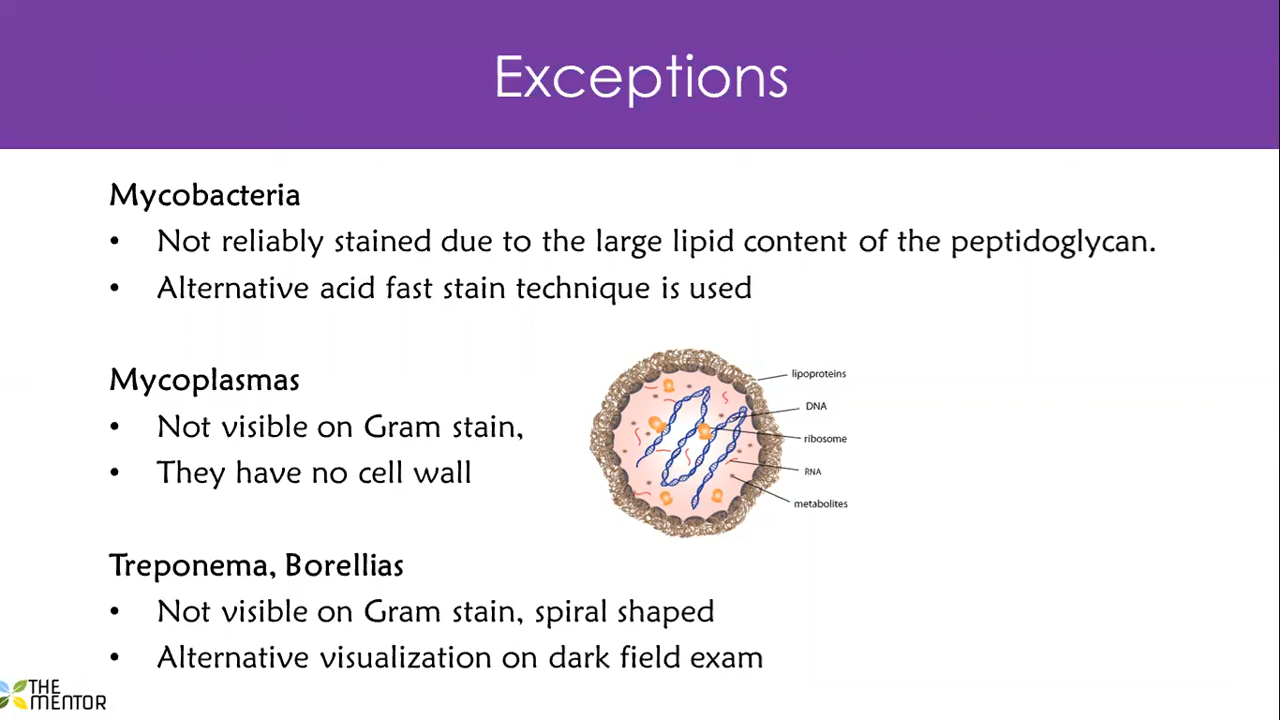 Exceptions
Mycobacteria
• Not reliably stained due to the large lipid content of the peptidoglycan.
• Alternative acid fast stain technique is used
Mycoplasmas
• Not visible on Gram stain,
• They have no cell wall
lipoproteins
DNA
ribosome
RNA
metabolites
Treponema, Borellias
• Not visible on Gram stain, spiral shaped
• Alternative visualization on dark field exam
THE
MENTOR